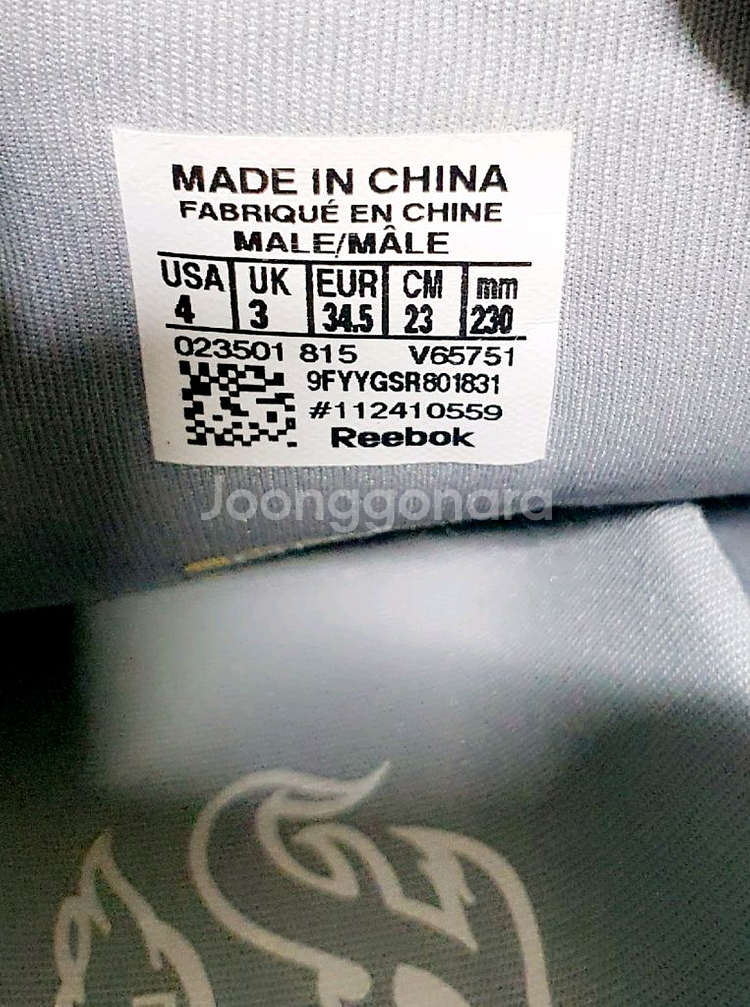 MADE IN CHINA
FABRIQUÉ EN CHINE
MALE/MÂLE
USA UK EUR CM mm
4 3 34.5 23 230
023501 815 V65751
9FYYGSR801831
#112410559
Reebok
Joonggonara